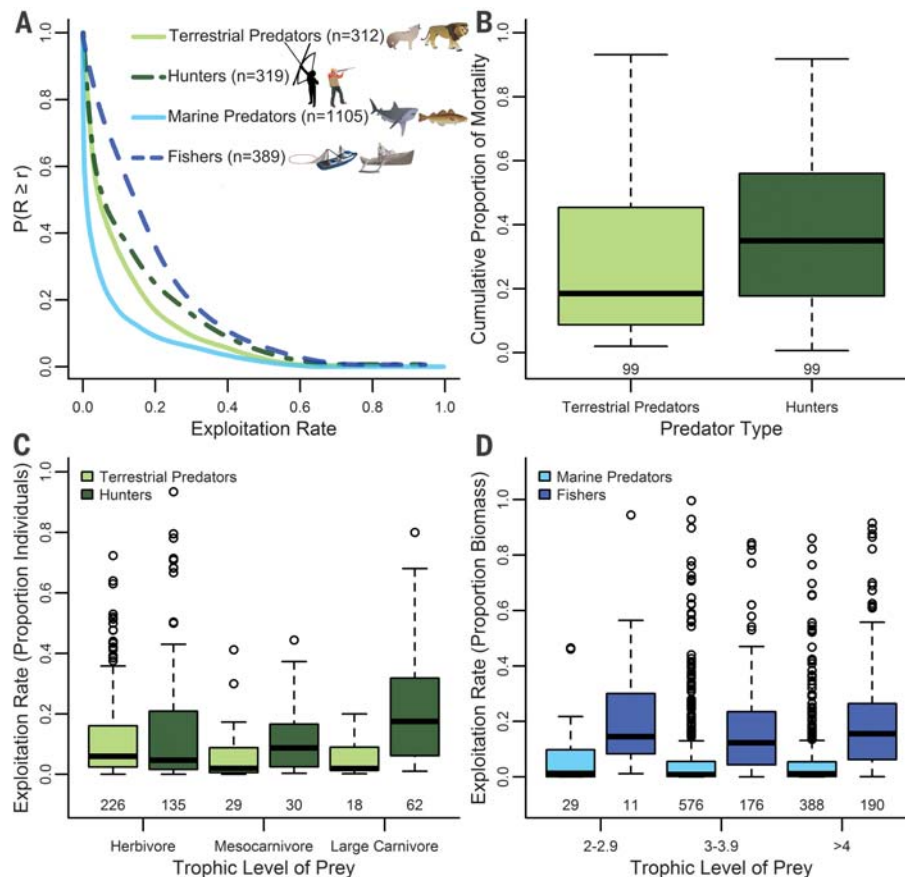 A
Terrestrial Predators (n=312)
Hunters (n=319)
Marine Predators (n=1105)
Fishers (n=389)
P(R ≥ r)
0.0 0.2 0.4 0.6 0.8 1.0
0.0 0.2 0.4 0.6 0.8 1.0
Exploitation Rate
B
Cumulative Proportion of Mortality
0.0 0.2 0.4 0.6 0.8 1.0
99 99
Terrestrial Predators Hunters
Predator Type
C
Terrestrial Predators
Hunters
Exploitation Rate (Proportion Individuals)
0.0 0.2 0.4 0.6 0.8 1.0
226 135 29 30 18 62
Herbivore Mesocarnivore Large Carnivore
Trophic Level of Prey
D
Marine Predators
Fishers
Exploitation Rate (Proportion Biomass)
0.0 0.2 0.4 0.6 0.8 1.0
29 11 576 176 388 190
2-2.9 3-3.9 >4
Trophic Level of Prey